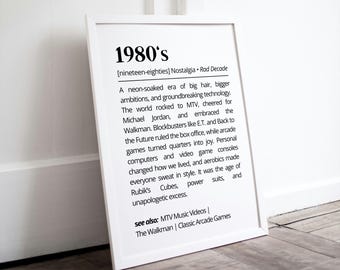 1980's
[nineteen-eighties] Nostalgia • Rad Decade
A neon-soaked era of big hair, bigger
ambitions, and groundbreaking technology.
The world rocked to MTV, cheered for
Michael Jordan, and embraced the
Walkman. Blockbusters like E.T. and Back to
the Future ruled the box office, while arcade
games turned quarters into joy. Personal
computers and video game consoles
changed how we lived, and aerobics made
everyone sweat in style. It was the age of
Rubik's Cubes, power suits, and
unapologetic excess.
see also: MTV Music Videos |
The Walkman | Classic Arcade Games